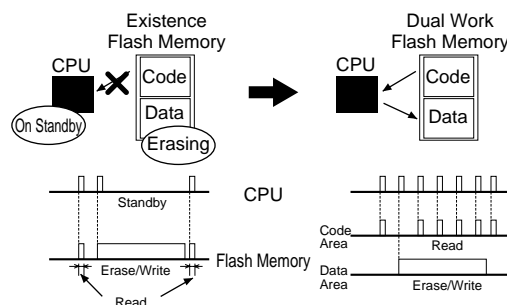 Existence
Flash Memory
CPU
Code
On Standby
Data
Erasing
Dual Work
Flash Memory
CPU
Code
Data
Standby
CPU
Code
Area
Read
Flash Memory
Erase/Write
Read
Data
Area
Erase/Write